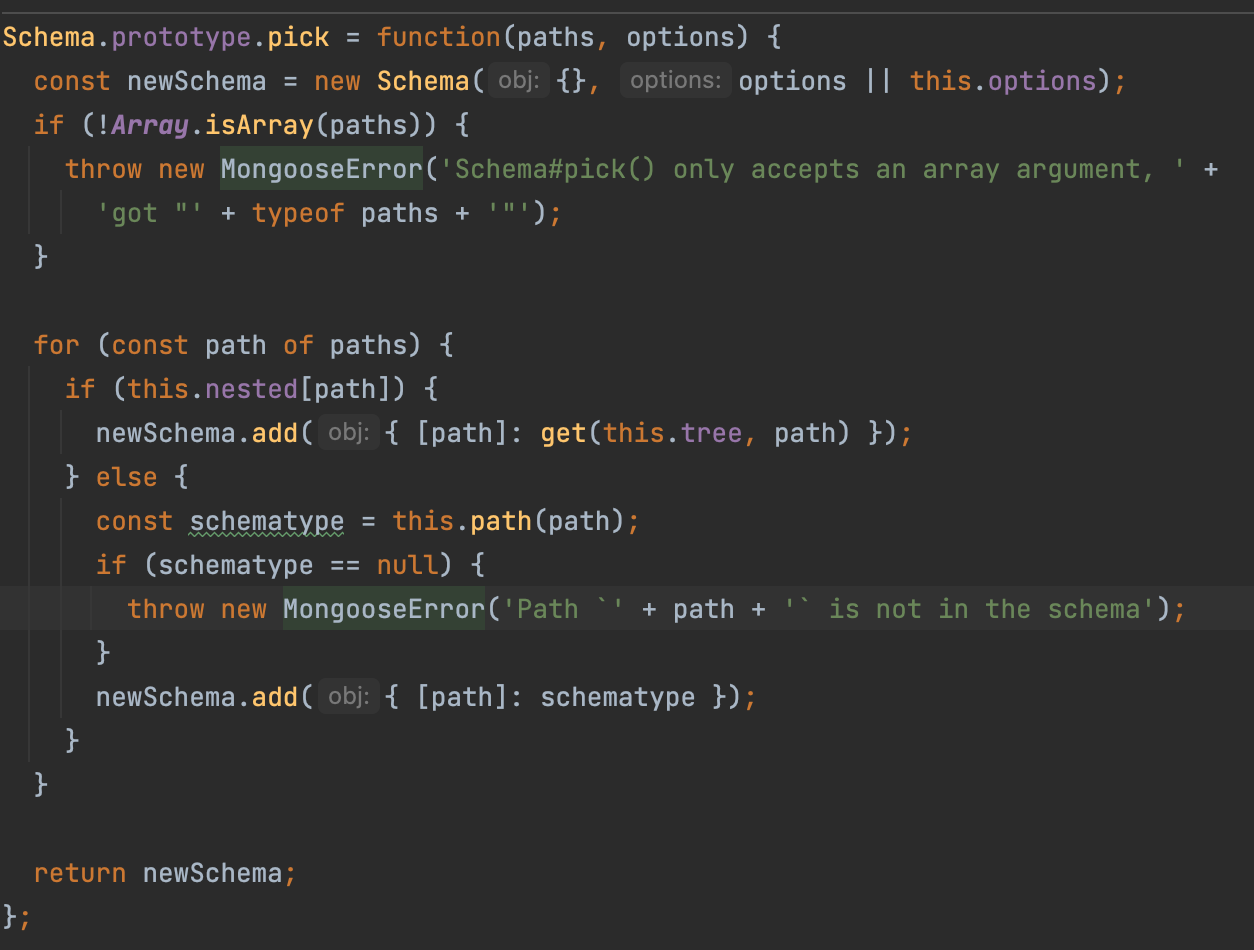 Schema.prototype.pick = function(paths, options) {
  const newSchema = new Schema( obj: {}, options: options || this.options);
  if (!Array.isArray(paths)) {
    throw new MongooseError('Schema#pick() only accepts an array argument, ' +
      'got "' + typeof paths + '"');
  }

  for (const path of paths) {
    if (this.nested[path]) {
      newSchema.add( obj: { [path]: get(this.tree, path) });
    } else {
      const schematype = this.path(path);
      if (schematype == null) {
        throw new MongooseError('Path `' + path + '` is not in the schema');
      }
      newSchema.add( obj: { [path]: schematype });
    }
  }

  return newSchema;
};